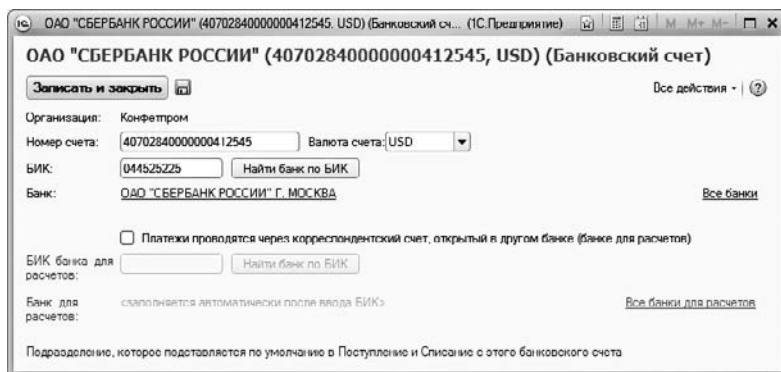 ОАО "СБЕРБАНК РОССИИ" (40702840000000412545, USD) (Банковский сч... (1С:Предприятие) M M+ M-
ОАО "СБЕРБАНК РОССИИ" (40702840000000412545, USD) (Банковский счет)
Записать и закрыть Все действия ?
Организация: Конфетпром
Номер счета: 40702840000000412545 Валюта счета: USD
БИК: 044525225 Найти банк по БИК
Банк: ОАО "СБЕРБАНК РОССИИ" Г. МОСКВА Все банки
Платежи проводятся через корреспондентский счет, открытый в другом банке (банке для расчетов)
БИК банка для расчетов: Найти банк по БИК
Банк для расчетов: <заполняется автоматически после ввода БИК> Все банки для расчетов
Подразделение, которое подставляется по умолчанию в Поступление и Списание с этого банковского счета